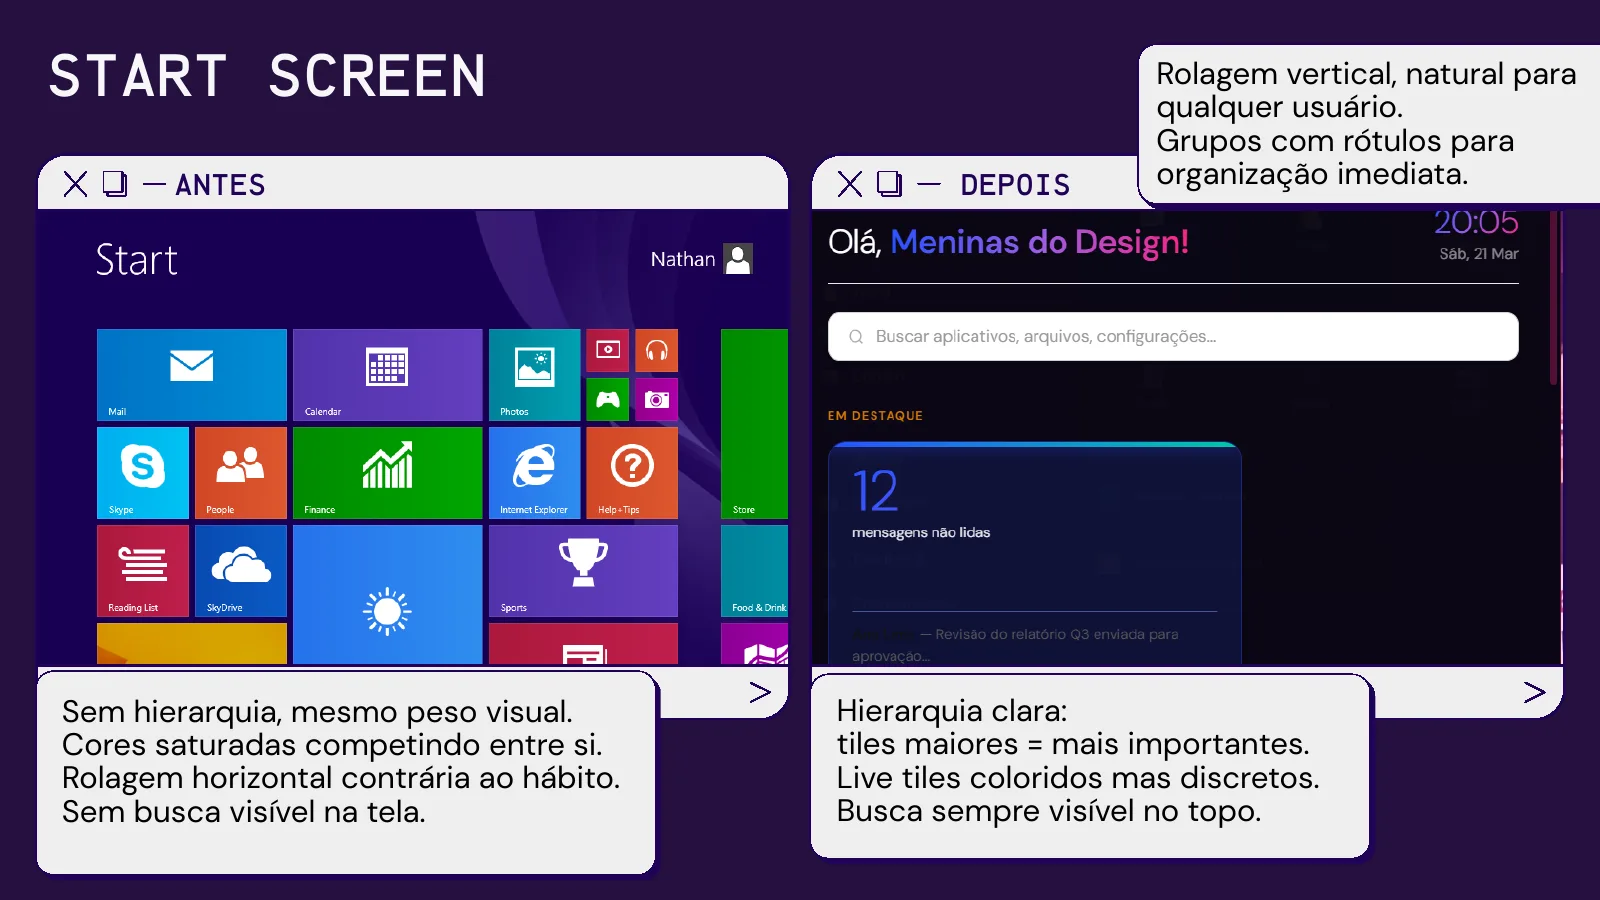 START SCREEN
Rolagem vertical, natural para
qualquer usuário.
Grupos com rótulos para
organização imediata.
ANTES
Start
Nathan
Mail
Calendar
Photos
Skype
People
Finance
Internet Explorer
Help+Tips
Store
Reading List
SkyDrive
Sports
Food & Drink
Sem hierarquia, mesmo peso visual.
Cores saturadas competindo entre si.
Rolagem horizontal contrária ao hábito.
Sem busca visível na tela.
DEPOIS
Olá, Meninas do Design!
20:05
Sáb, 21 Mar
Buscar aplicativos, arquivos, configurações...
EM DESTAQUE
12
mensagens não lidas
— Revisão do relatório Q3 enviada para
aprovação...
Hierarquia clara:
tiles maiores = mais importantes.
Live tiles coloridos mas discretos.
Busca sempre visível no topo.